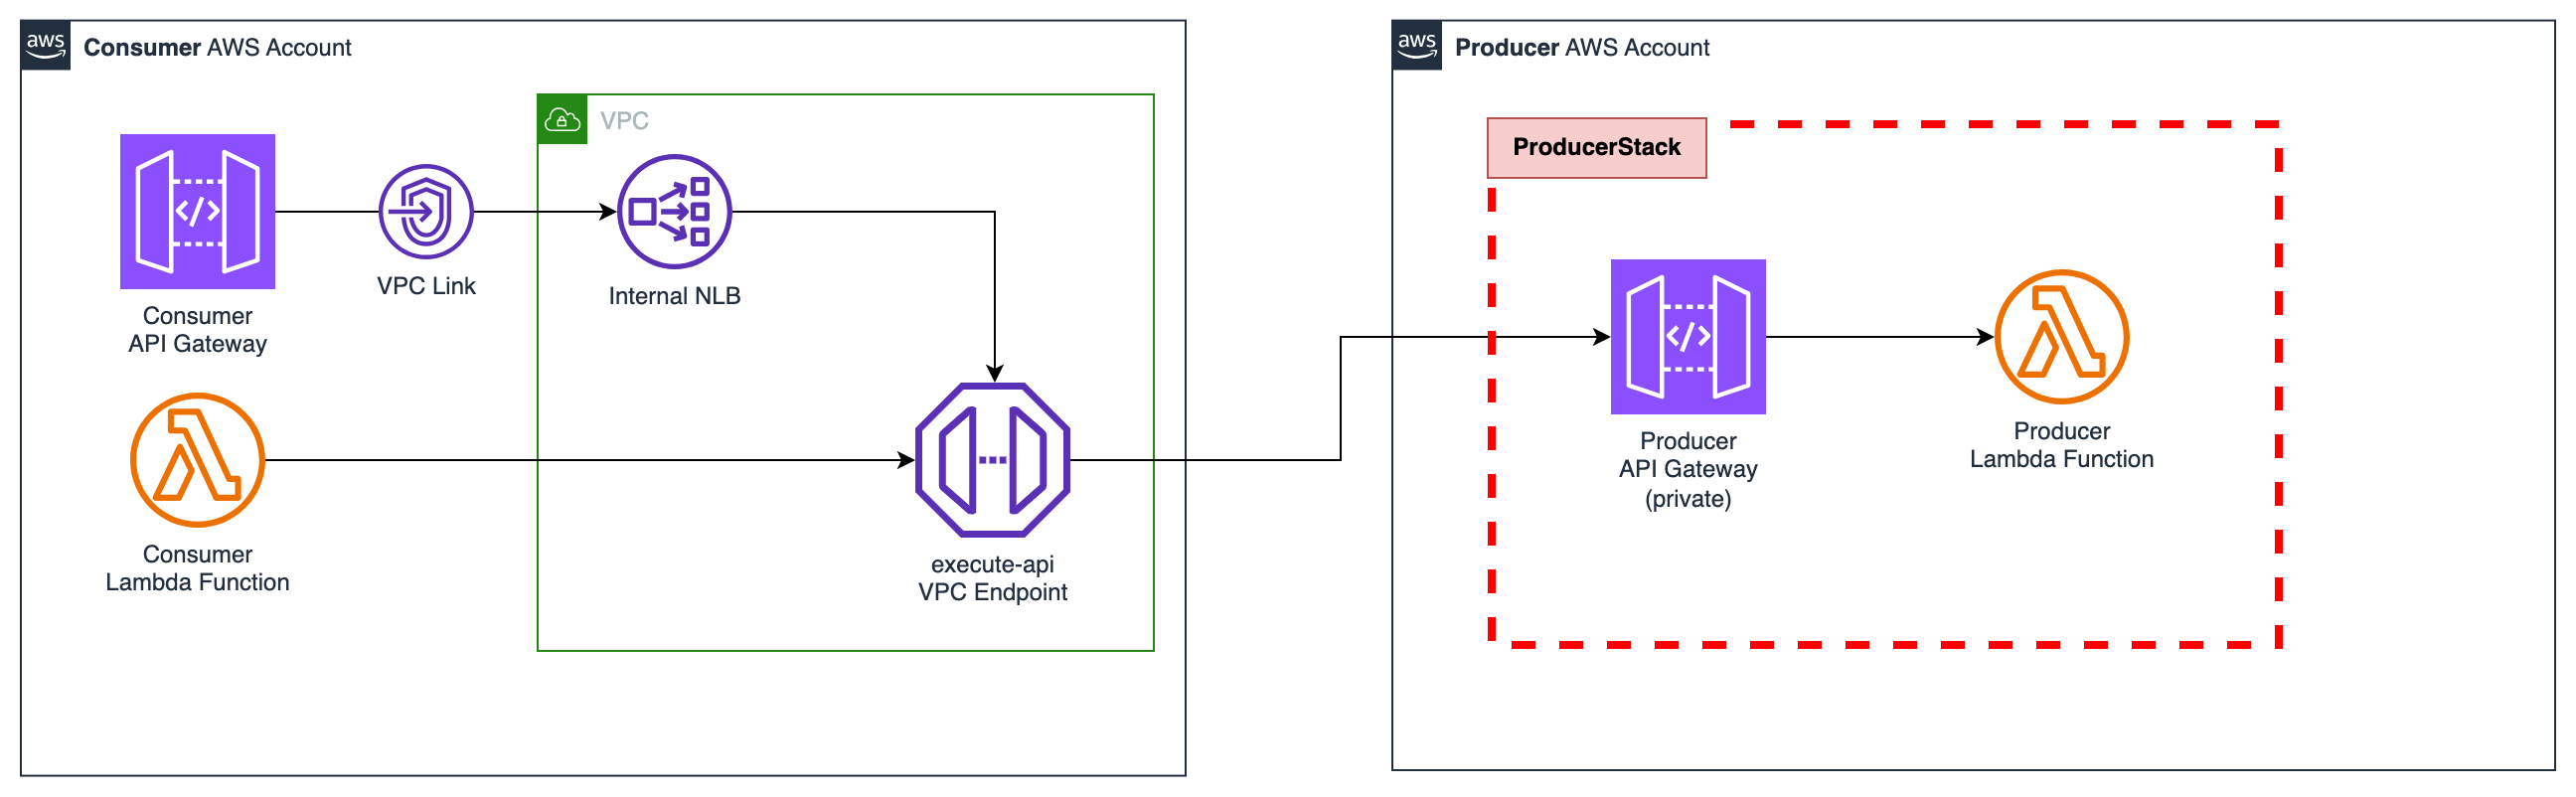 aws
Consumer AWS Account
VPC
VPC Link
Internal NLB
Consumer
API Gateway
Consumer
Lambda Function
execute-api
VPC Endpoint
aws
Producer AWS Account
ProducerStack
Producer
API Gateway
(private)
Producer
Lambda Function